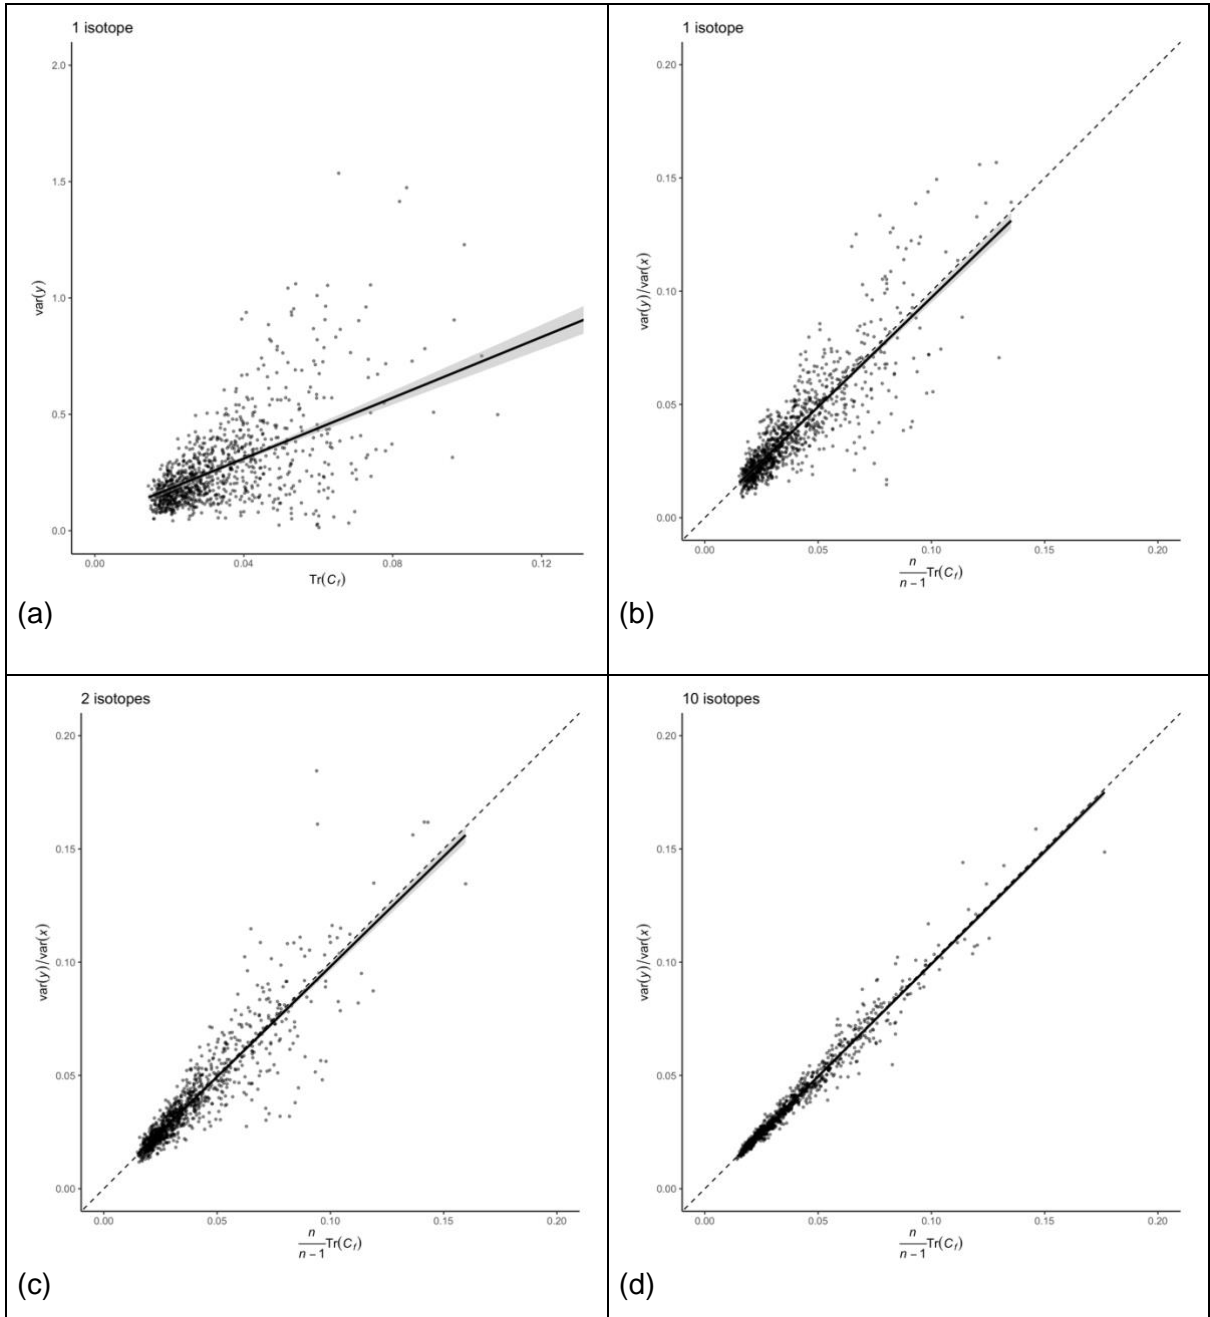 1 isotope
2.0
1.5
var(y)
1.0
0.5
0.0
0.00 0.04 0.08 0.12
Tr(C_f)
(a)
1 isotope
0.20
0.15
var(y)/var(x)
0.10
0.05
0.00
0.00 0.05 0.10 0.15 0.20
n
n − 1 Tr(C_f)
(b)
2 isotopes
0.20
0.15
var(y)/var(x)
0.10
0.05
0.00
0.00 0.05 0.10 0.15 0.20
n
n − 1 Tr(C_f)
(c)
10 isotopes
0.20
0.15
var(y)/var(x)
0.10
0.05
0.00
0.00 0.05 0.10 0.15 0.20
n
n − 1 Tr(C_f)
(d)